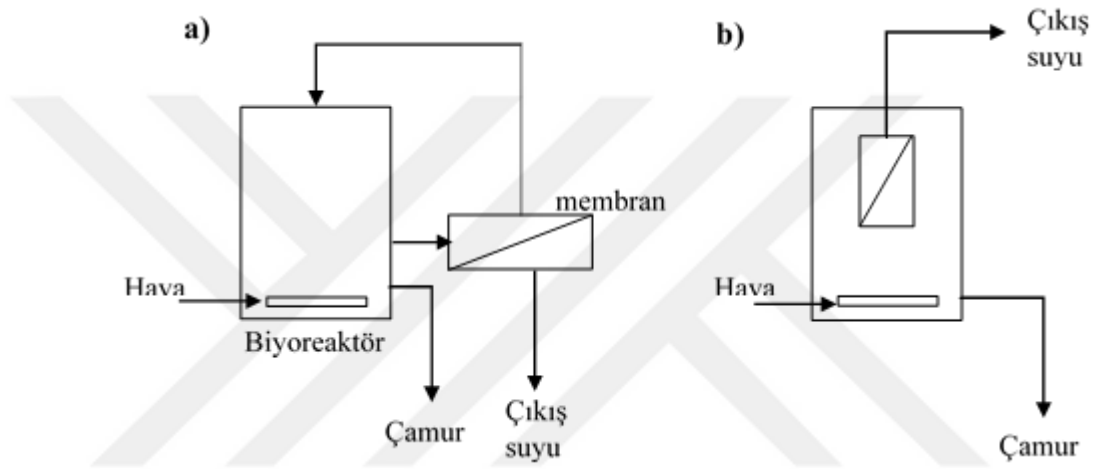 a)
membran
Hava
Biyoreaktör
Çamur
Çıkış
suyu
b)
Çıkış
suyu
Hava
Çamur